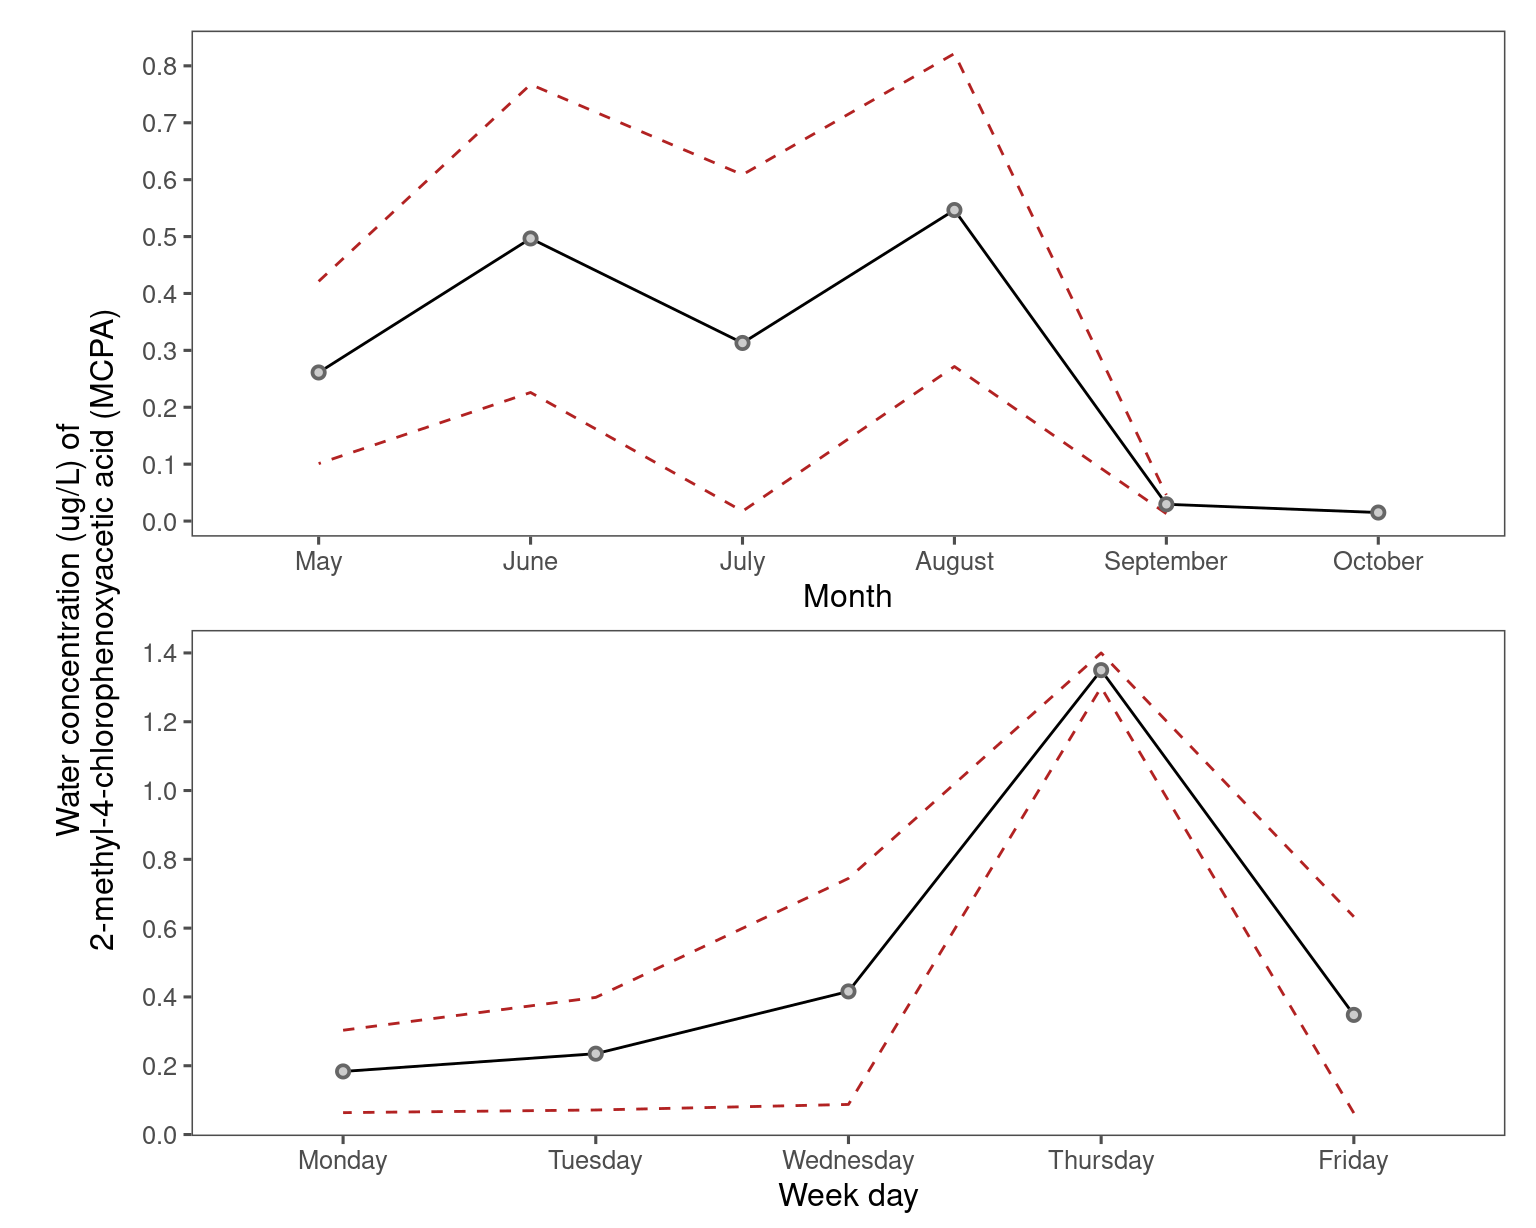 Water concentration (ug/L) of
2-methyl-4-chlorophenoxyacetic acid (MCPA)
0.8
0.7
0.6
0.5
0.4
0.3
0.2
0.1
0.0
May June July August September October
Month
1.4
1.2
1.0
0.8
0.6
0.4
0.2
0.0
Monday Tuesday Wednesday Thursday Friday
Week day